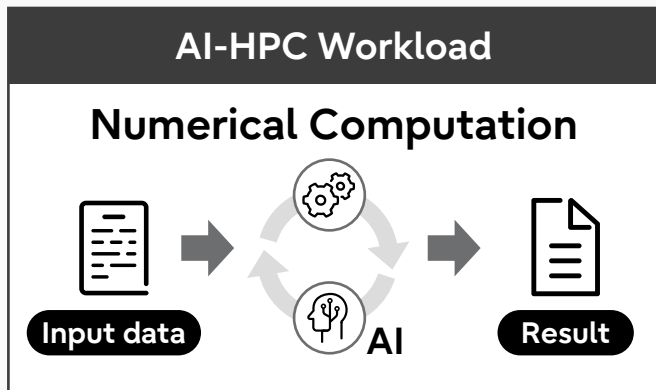 AI-HPC Workload
Numerical Computation
Input data
AI
Result